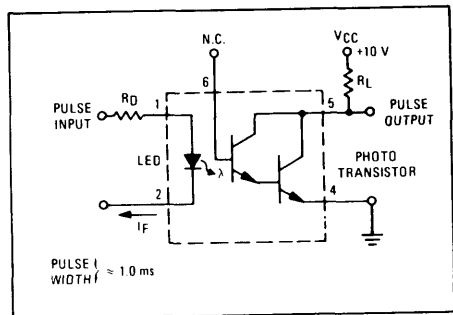 N.C.
VCC
+10 V
6
RD
1
5
RL
PULSE
INPUT
PULSE
OUTPUT
LED
λ
PHOTO
TRANSISTOR
2
4
IF
PULSE
WIDTH ≈ 1.0 ms